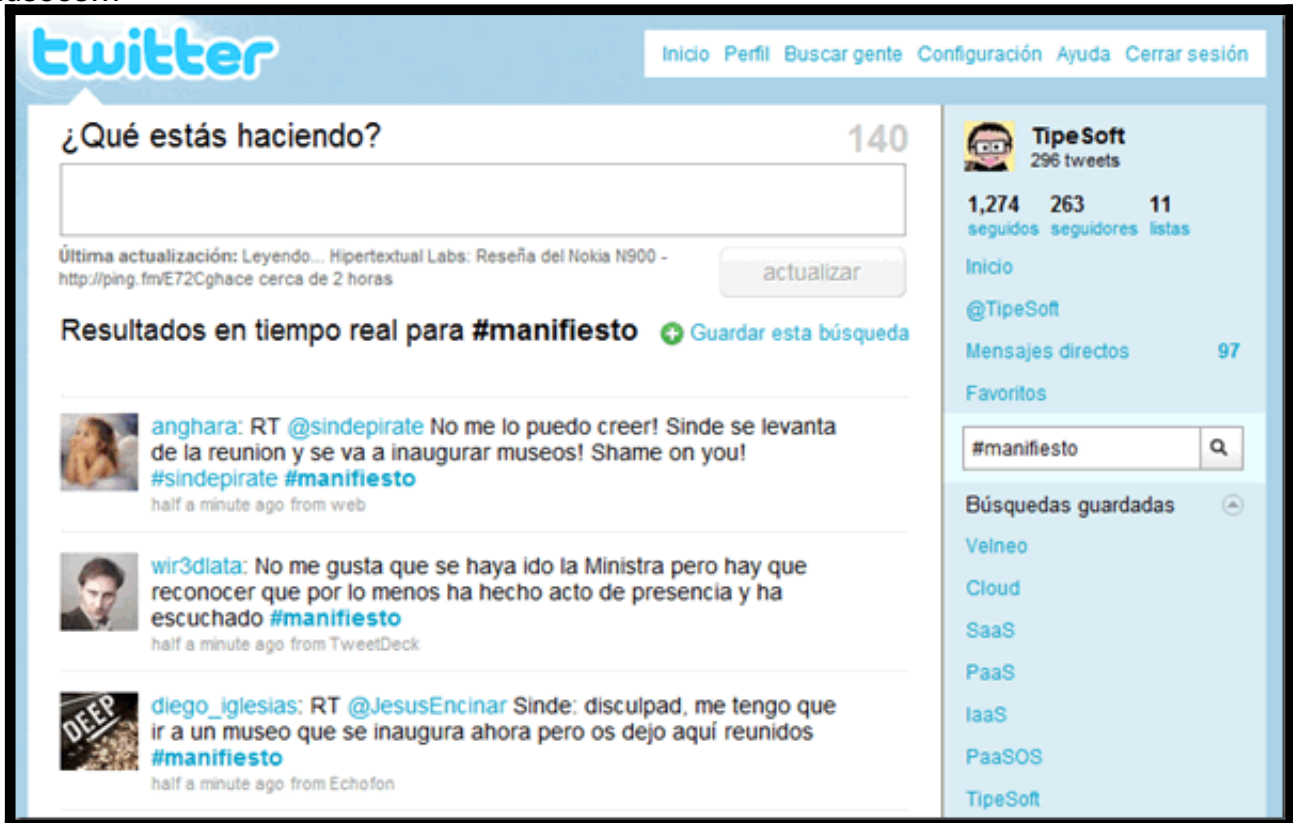 twitter
Inicio Perfil Buscar gente Configuración Ayuda Cerrar sesión
¿Qué estás haciendo?
140
Última actualización: Leyendo... Hipertextual Labs: Reseña del Nokia N900 -
http://ping.fm/E72Cghace cerca de 2 horas
actualizar
Resultados en tiempo real para #manifiesto
Guardar esta búsqueda
anghara: RT @sindepirate No me lo puedo creer! Sinde se levanta
de la reunion y se va a inaugurar museos! Shame on you!
#sindepirate #manifiesto
half a minute ago from web
wir3dlata: No me gusta que se haya ido la Ministra pero hay que
reconocer que por lo menos ha hecho acto de presencia y ha
escuchado #manifiesto
half a minute ago from TweetDeck
DEEP
diego_iglesias: RT @JesusEncinar Sinde: disculpad, me tengo que
ir a un museo que se inaugura ahora pero os dejo aquí reunidos
#manifiesto
half a minute ago from Echofon
TipeSoft
296 tweets
1,274 263 11
seguidos seguidores listas
Inicio
@TipeSoft
Mensajes directos 97
Favoritos
#manifiesto
Búsquedas guardadas
Velneo
Cloud
SaaS
PaaS
IaaS
PaaSOS
TipeSoft